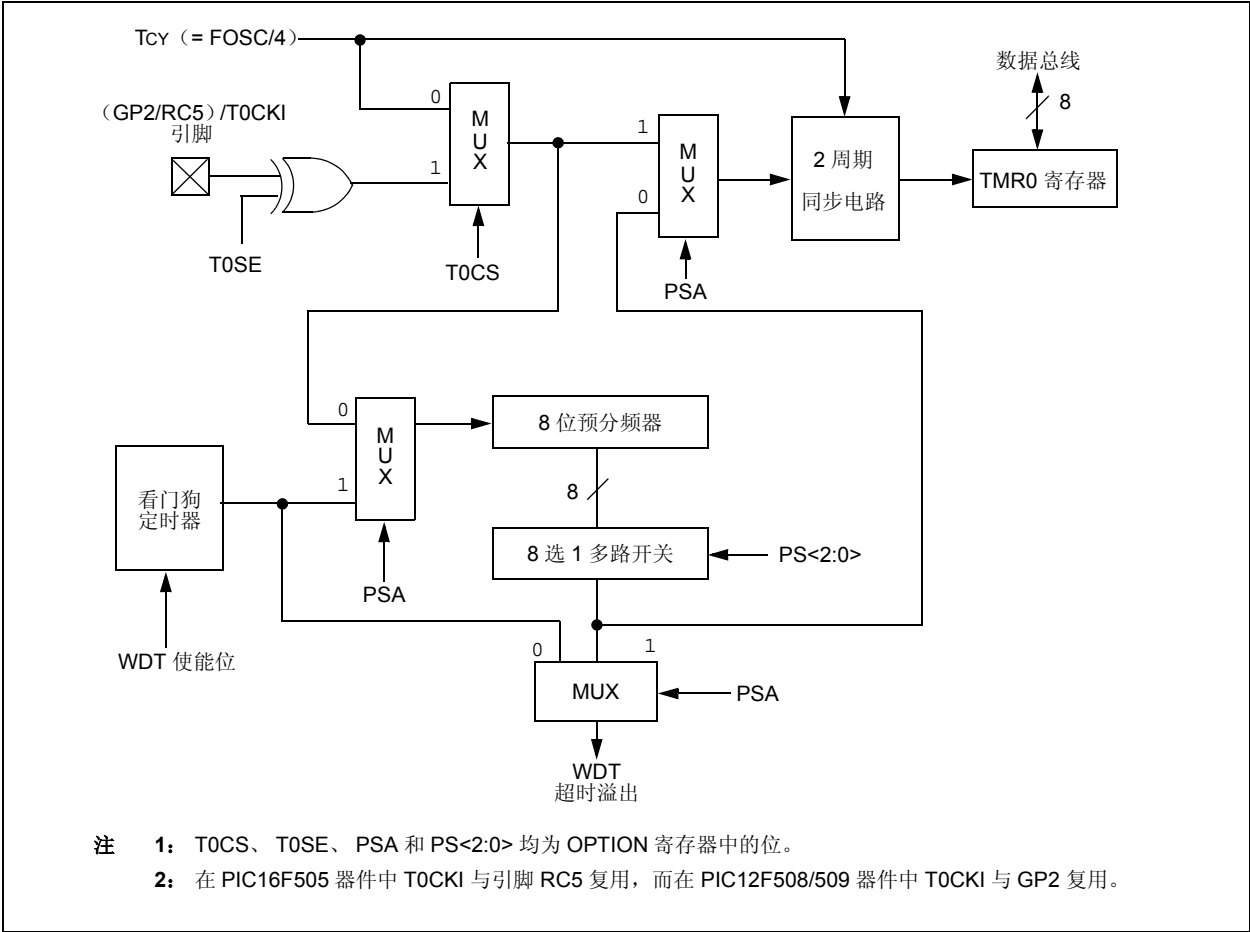 TCY（= FOSC/4）
数据总线
8
（GP2/RC5）/T0CKI
引脚
0
1
MUX
T0SE
T0CS
1
0
MUX
PSA
2 周期
同步电路
TMR0 寄存器
0
1
MUX
PSA
8 位预分频器
8
8 选 1 多路开关
PS<2:0>
看门狗
定时器
WDT 使能位
0
1
MUX
PSA
WDT
超时溢出
注 1： T0CS、 T0SE、 PSA 和 PS<2:0> 均为 OPTION 寄存器中的位。
2： 在 PIC16F505 器件中 T0CKI 与引脚 RC5 复用，而在 PIC12F508/509 器件中 T0CKI 与 GP2 复用。